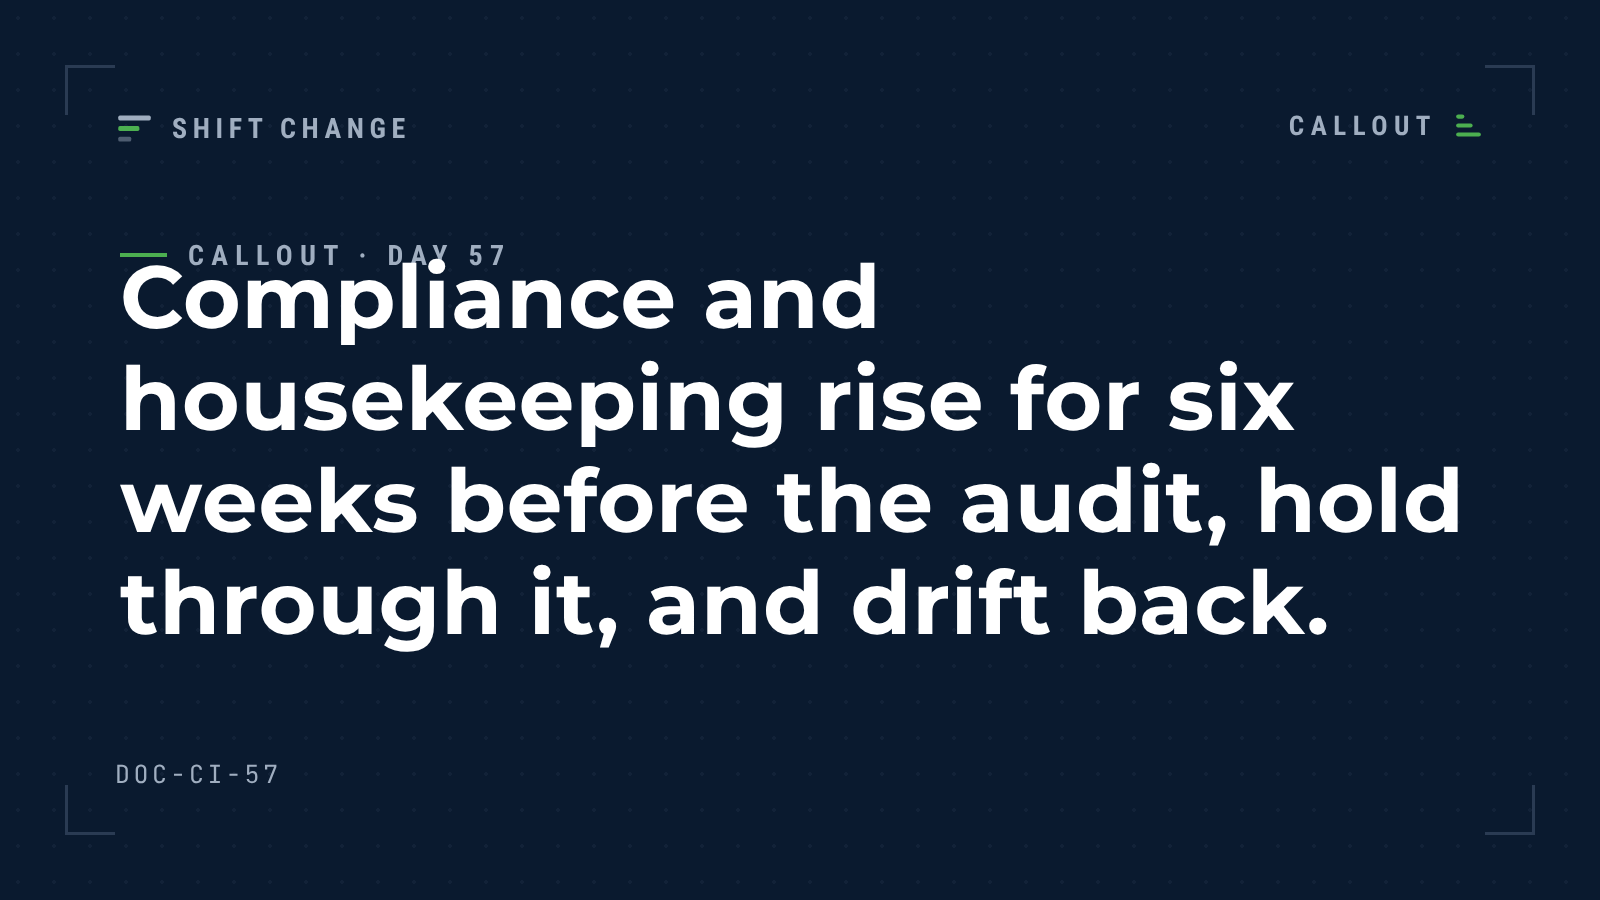 SHIFT CHANGE
CALLOUT
CALLOUT · DAY 57
Compliance and
housekeeping rise for six
weeks before the audit, hold
through it, and drift back.
DOC-CI-57